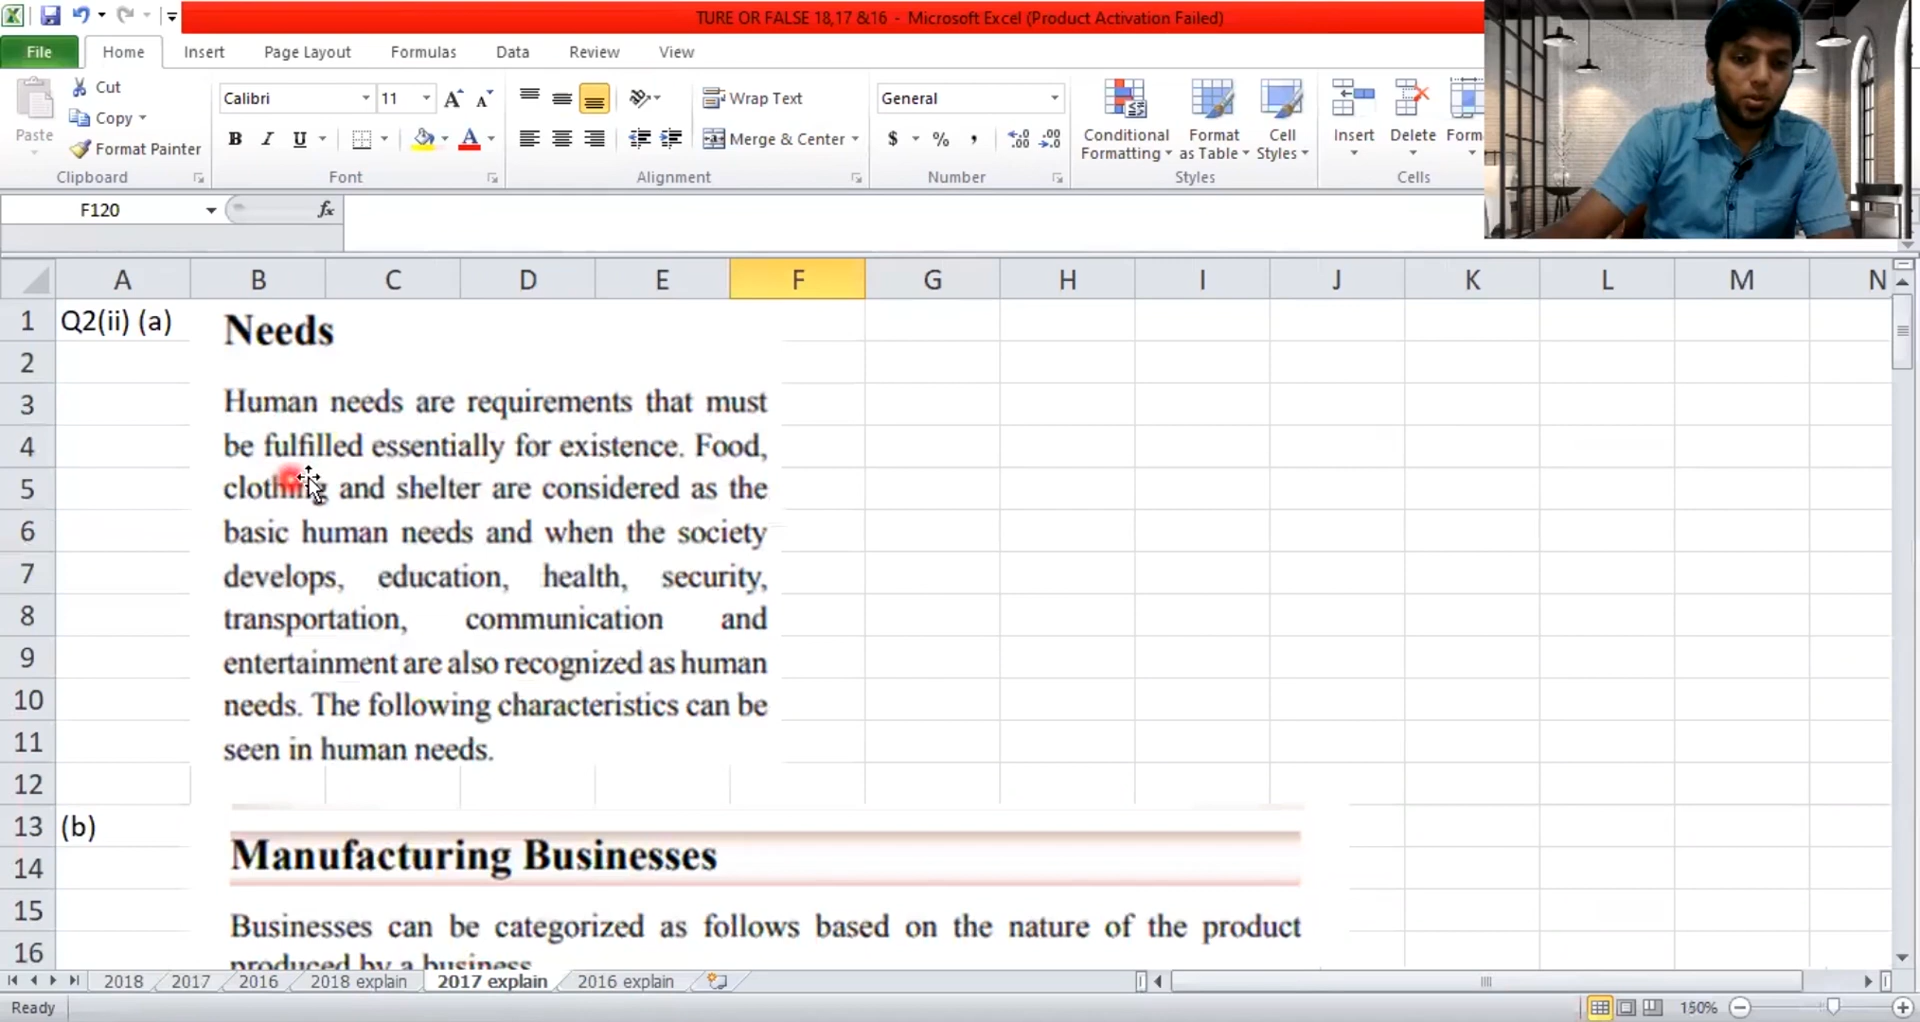 TURE OR FALSE 18,17 &16 - Microsoft Excel (Product Activation Failed)
File Home Insert Page Layout Formulas Data Review View
Paste
Cut
Copy
Format Painter
Clipboard
Calibri 11
B I U
Font
Wrap Text
Merge & Center
Alignment
General
$ % ,
Number
Conditional Formatting
Format as Table
Cell Styles
Styles
Insert Delete Form
Cells
F120 fx
A B C D E F G H I J K L M N
1 Q2(ii) (a) Needs
2
3 Human needs are requirements that must
4 be fulfilled essentially for existence. Food,
5 clothing and shelter are considered as the
6 basic human needs and when the society
7 develops, education, health, security,
8 transportation, communication and
9 entertainment are also recognized as human
10 needs. The following characteristics can be
11 seen in human needs.
12
13 (b)
14 Manufacturing Businesses
15 Businesses can be categorized as follows based on the nature of the product
16 produced by a business
2018 2017 2016 2018 explain 2017 explain 2016 explain
Ready 150%